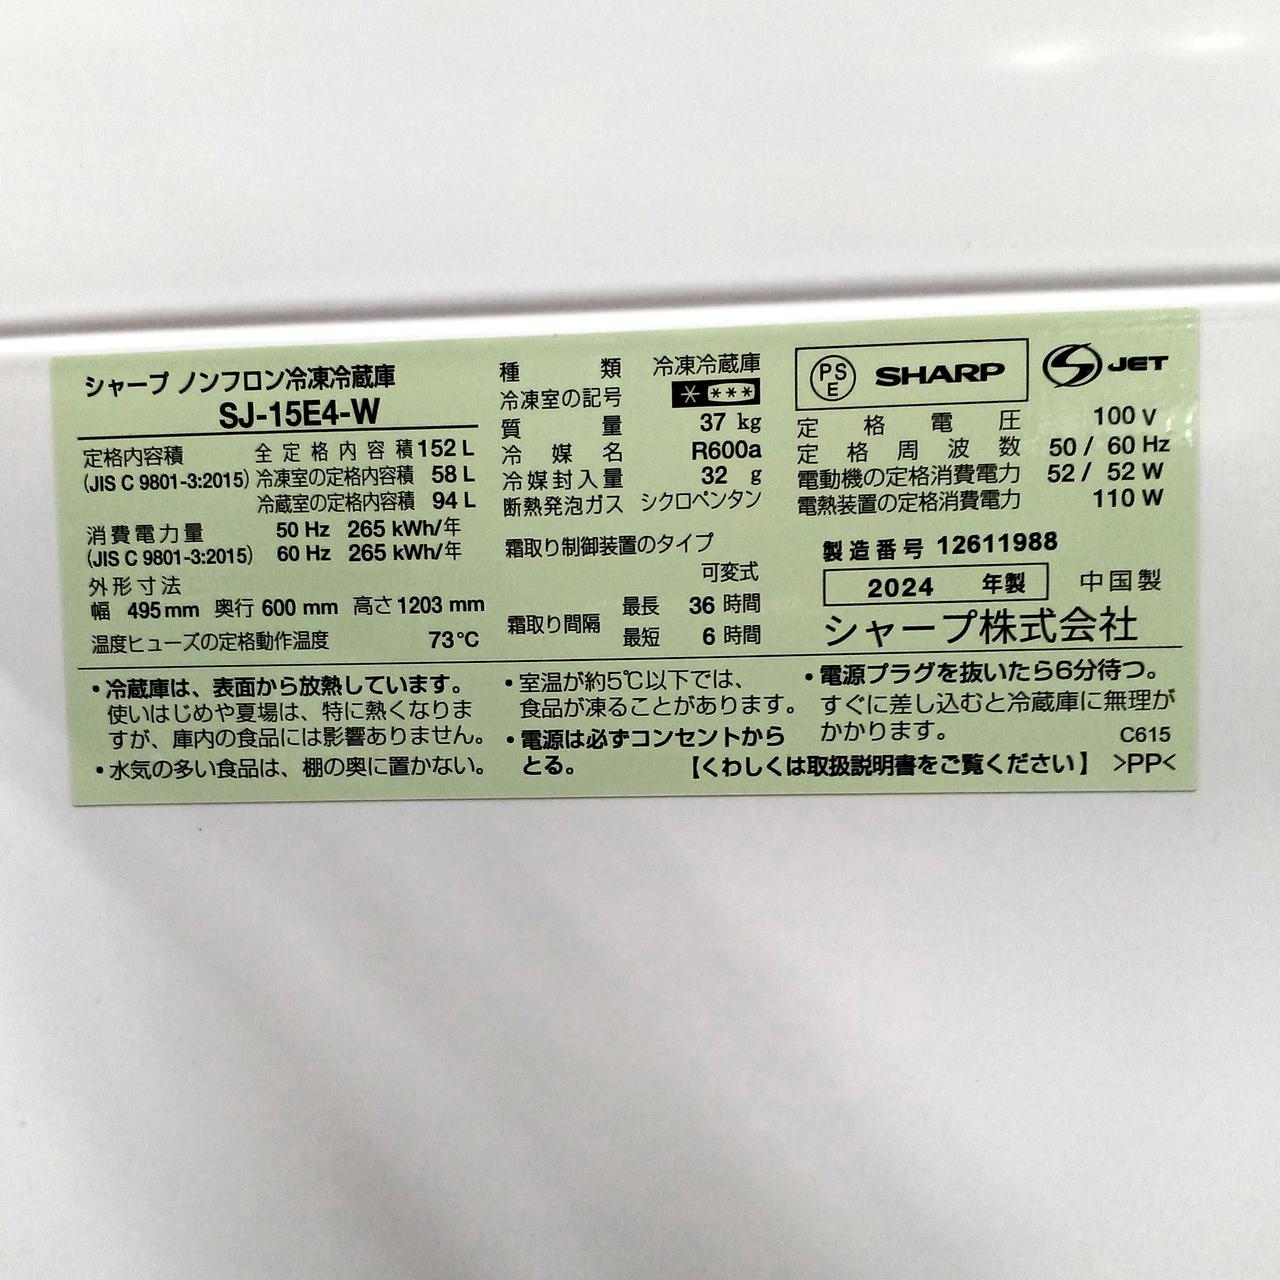 シャープ ノンフロン冷凍冷蔵庫
SJ-15E4-W
定格内容積 全定格内容積 152 L
(JIS C 9801-3:2015) 冷凍室の定格内容積 58 L
冷蔵室の定格内容積 94 L
消費電力量 50 Hz 265 kWh/年
(JIS C 9801-3:2015) 60 Hz 265 kWh/年
外形寸法
幅 495 mm 奥行 600 mm 高さ 1203 mm
温度ヒューズの定格動作温度 73℃
種類 冷凍冷蔵庫
冷凍室の記号 * ***
質量 37 kg
冷媒名 R600a
冷媒封入量 32 g
断熱発泡ガス シクロペンタン
霜取り制御装置のタイプ
可変式
霜取り間隔 最長 36 時間
最短 6 時間
PSE SHARP JET
定格電圧 100 V
定格周波数 50 / 60 Hz
電動機の定格消費電力 52 / 52 W
電熱装置の定格消費電力 110 W
製造番号 12611988
2024 年製 中国製
シャープ株式会社
・冷蔵庫は、表面から放熱しています。
使いはじめや夏場は、特に熱くなりま
すが、庫内の食品には影響ありません。
・水気の多い食品は、棚の奥に置かない。
・室温が約5℃以下では、
食品が凍ることがあります。
・電源は必ずコンセントから
とる。
・電源プラグを抜いたら6分待つ。
すぐに差し込むと冷蔵庫に無理が
かかります。 C615
【くわしくは取扱説明書をご覧ください】 >PP<